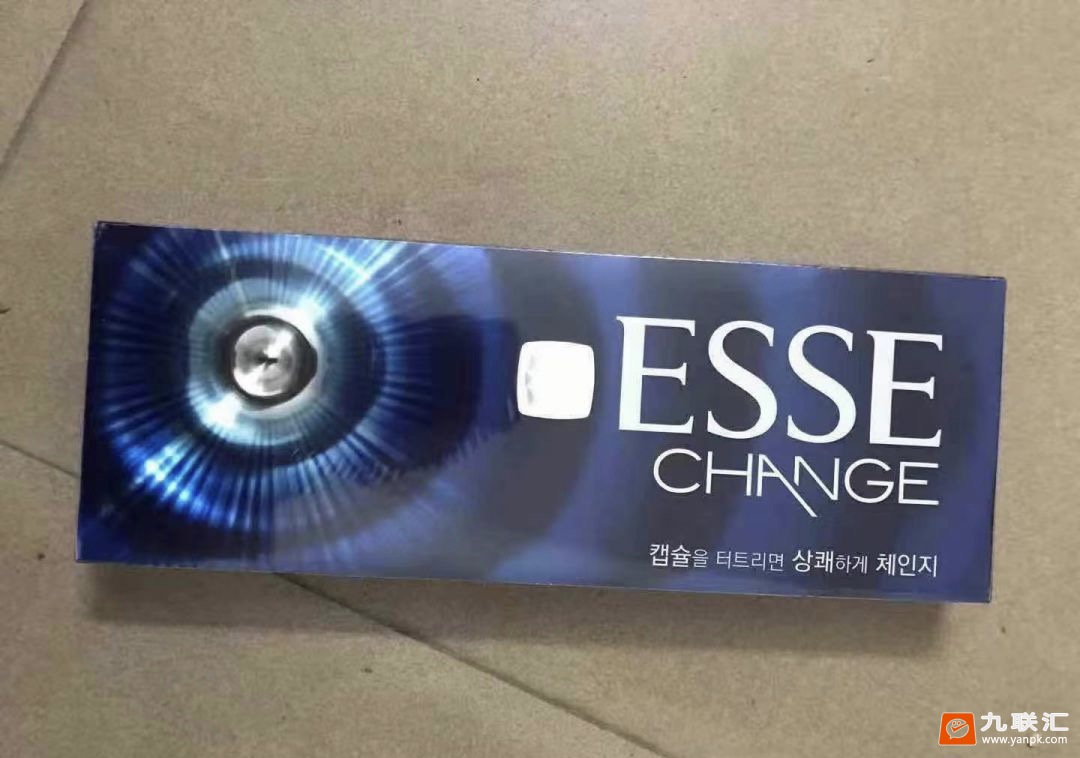 ESSE
CHANGE
캡슐을 터트리면 상쾌하게 체인지
九联汇
www.yanpk.com